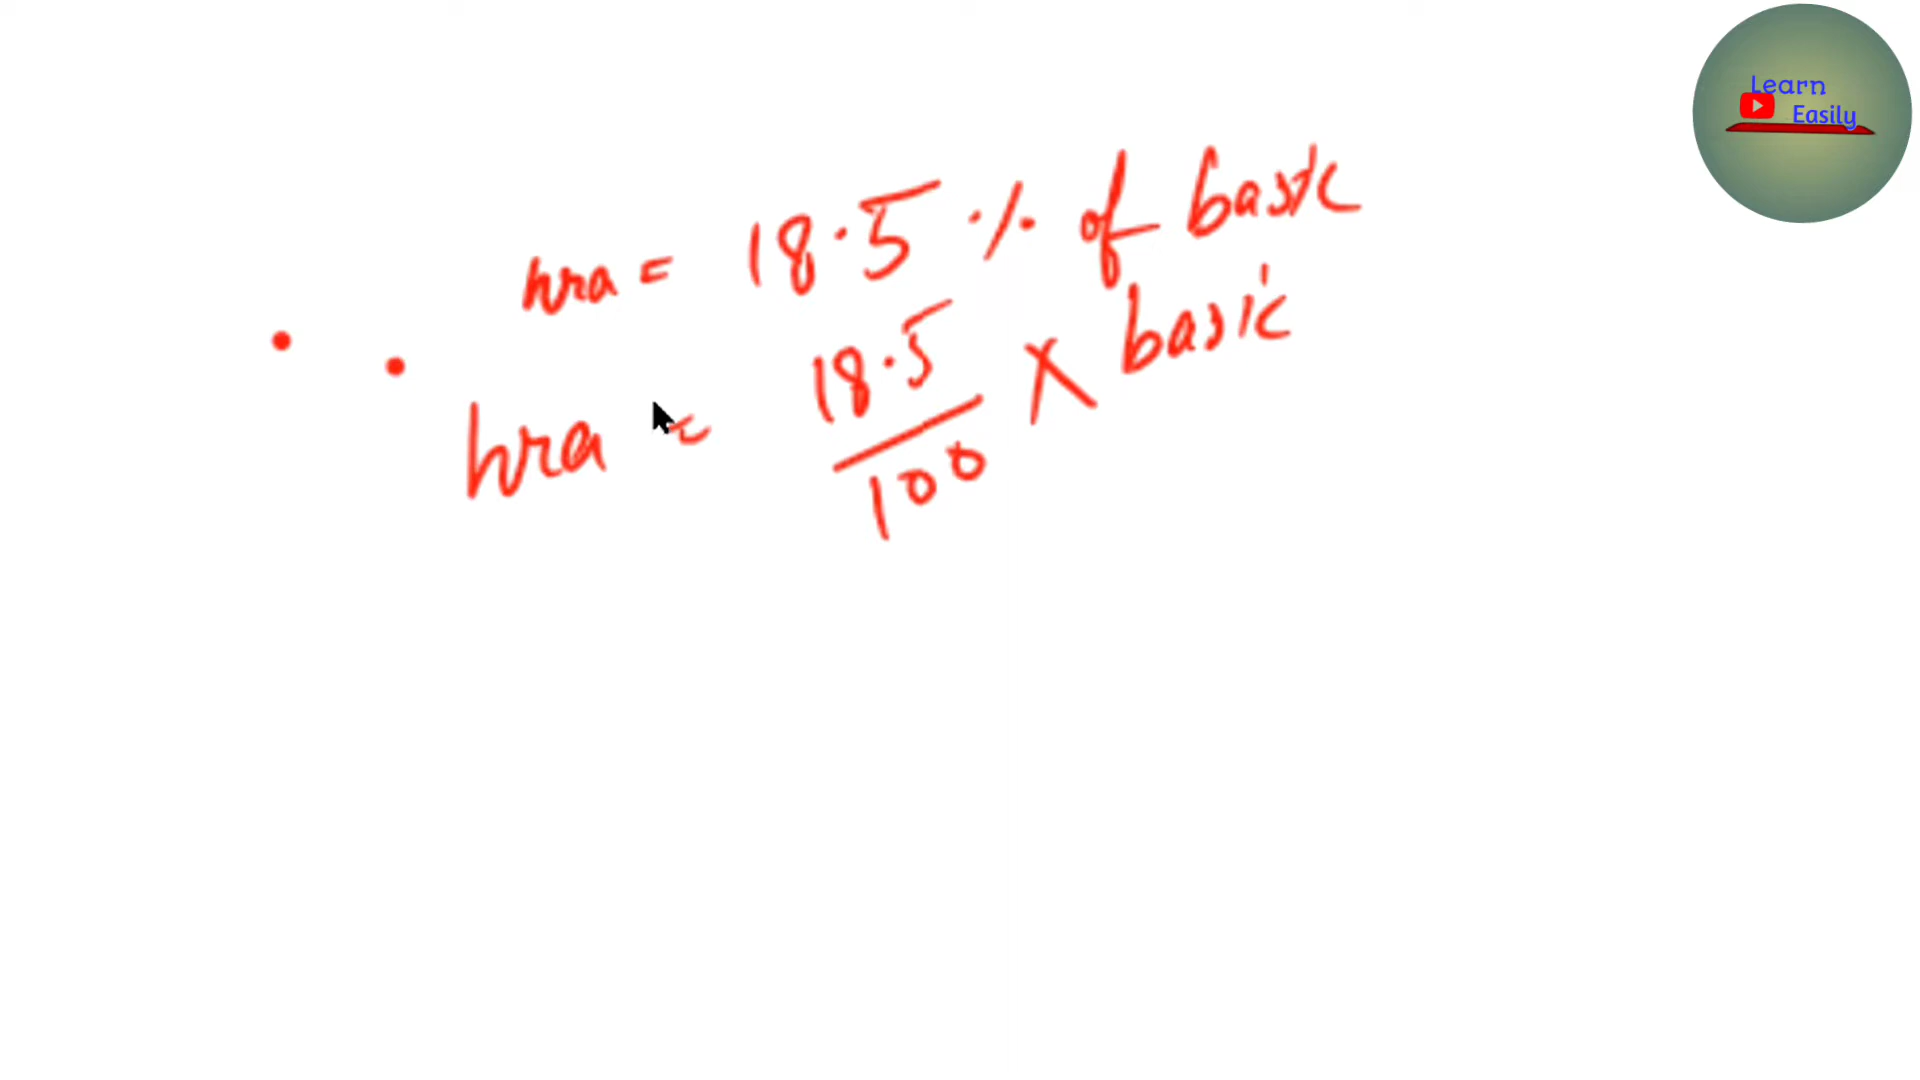 Learn
Easily
hra = 18.5 % of basic
hra = 18.5/100 X basic